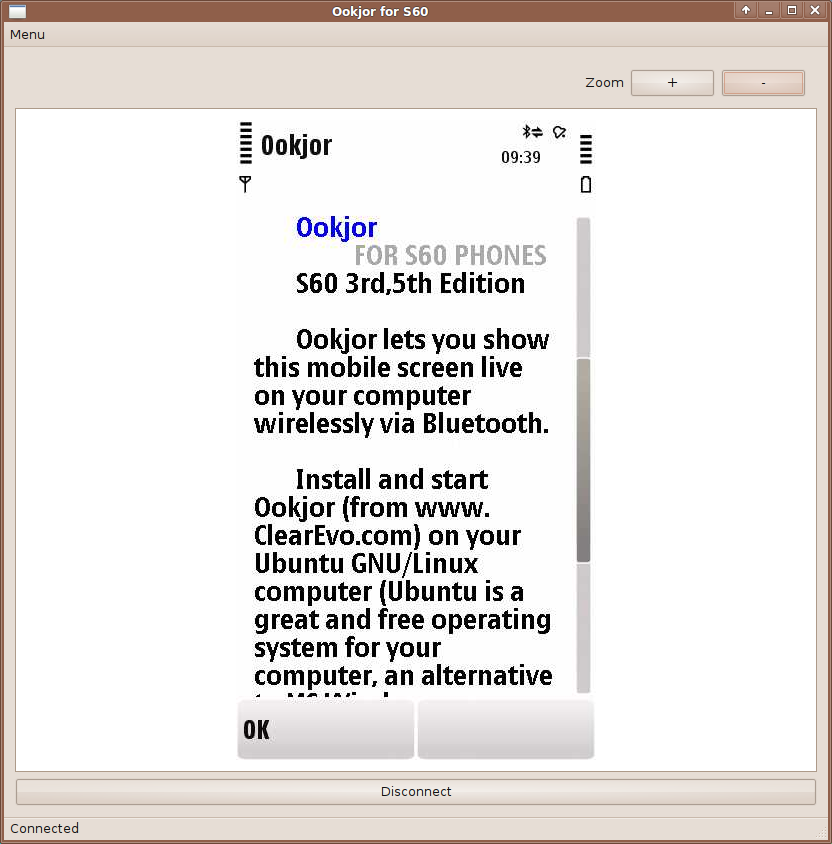 Ookjor for S60
Menu
Zoom + -
Ookjor
09:39
Ookjor
FOR S60 PHONES
S60 3rd,5th Edition
Ookjor lets you show
this mobile screen live
on your computer
wirelessly via Bluetooth.
Install and start
Ookjor (from www.
ClearEvo.com) on your
Ubuntu GNU/Linux
computer (Ubuntu is a
great and free operating
system for your
computer, an alternative
OK
Disconnect
Connected